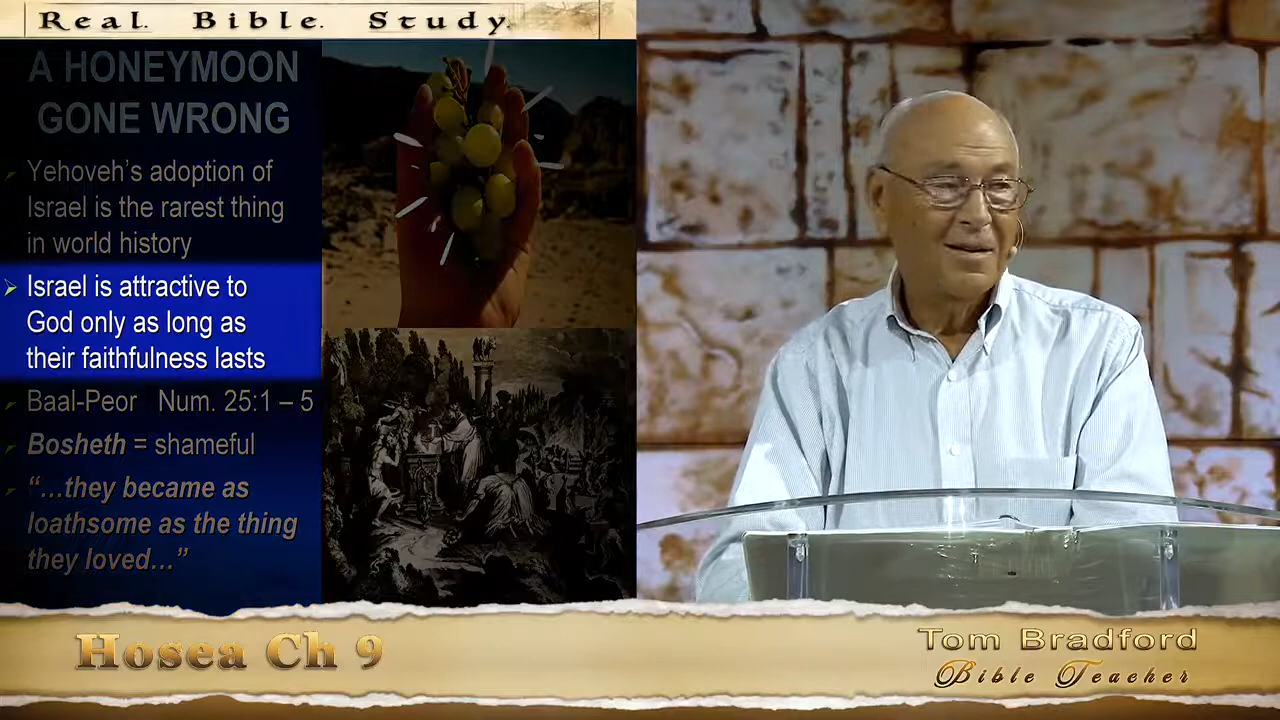 Real. Bible. Study.
A HONEYMOON
GONE WRONG
Yehoveh's adoption of
Israel is the rarest thing
in world history
Israel is attractive to
God only as long as
their faithfulness lasts
Baal-Peor Num. 25:1 – 5
Bosheth = shameful
"...they became as
loathsome as the thing
they loved..."
Hosea Ch 9
Tom Bradford
Bible Teacher